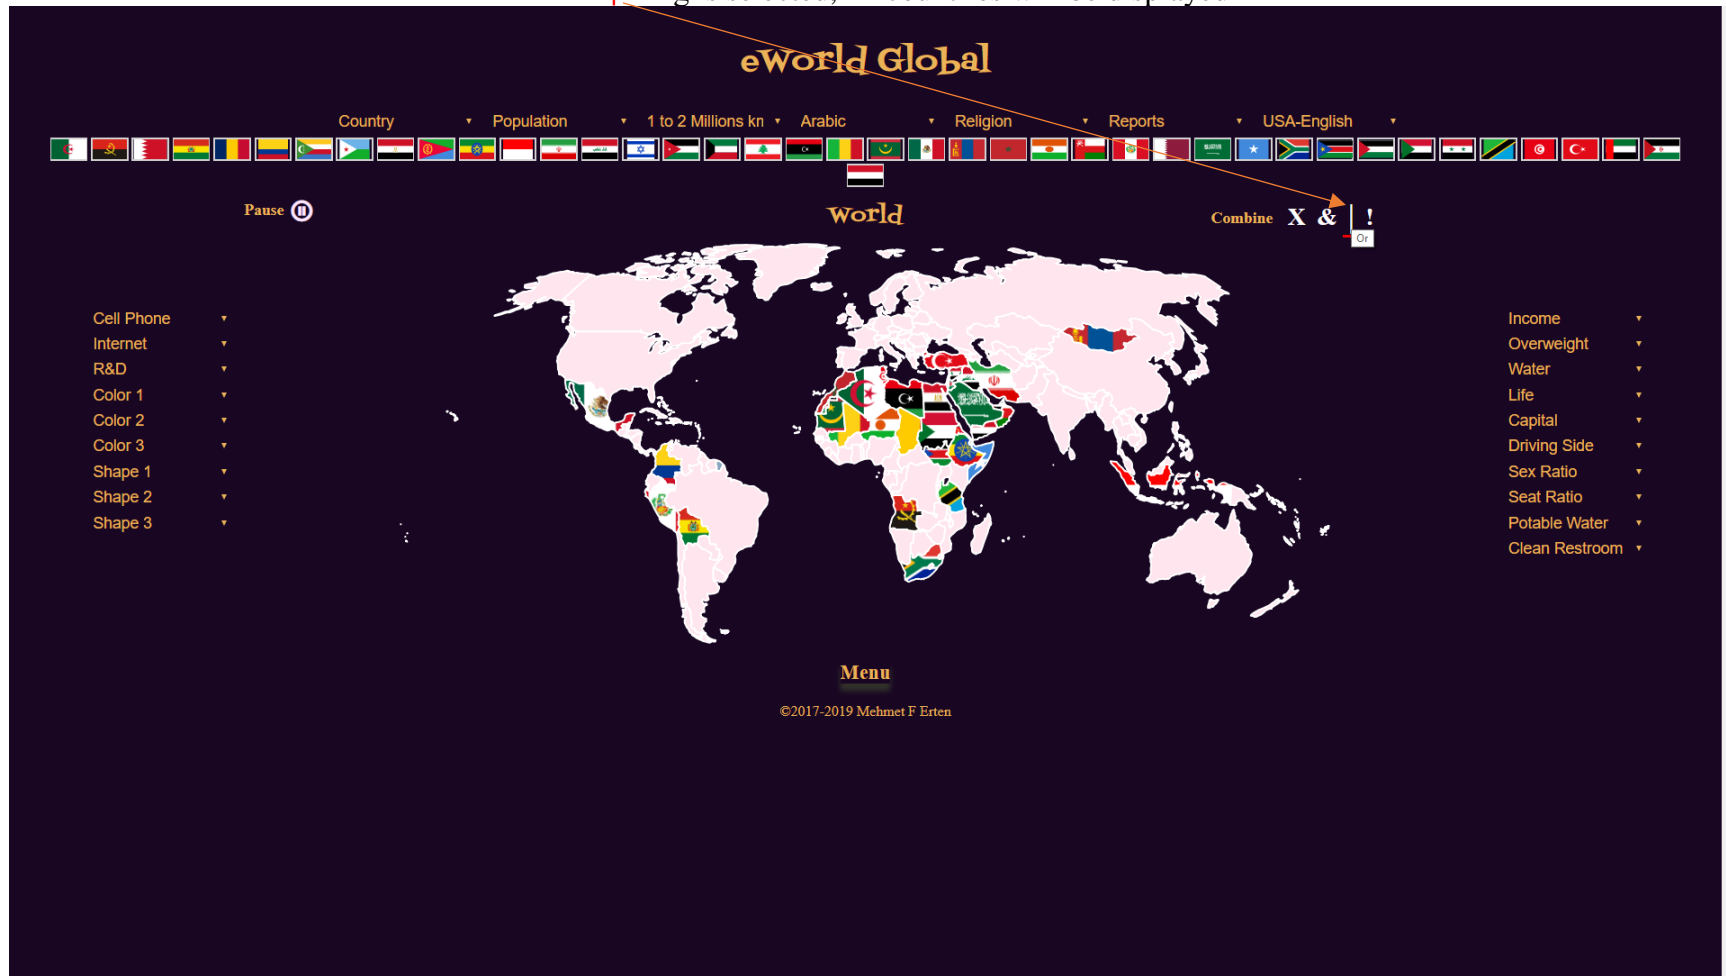 eWorld Global
Country Population 1 to 2 Millions kn Arabic Religion Reports USA-English
Pause World Combine X & | !
Or
Cell Phone Income
Internet Overweight
R&D Water
Color 1 Life
Color 2 Capital
Color 3 Driving Side
Shape 1 Sex Ratio
Shape 2 Seat Ratio
Shape 3 Potable Water
Clean Restroom
Menu
©2017-2019 Mehmet F Erten